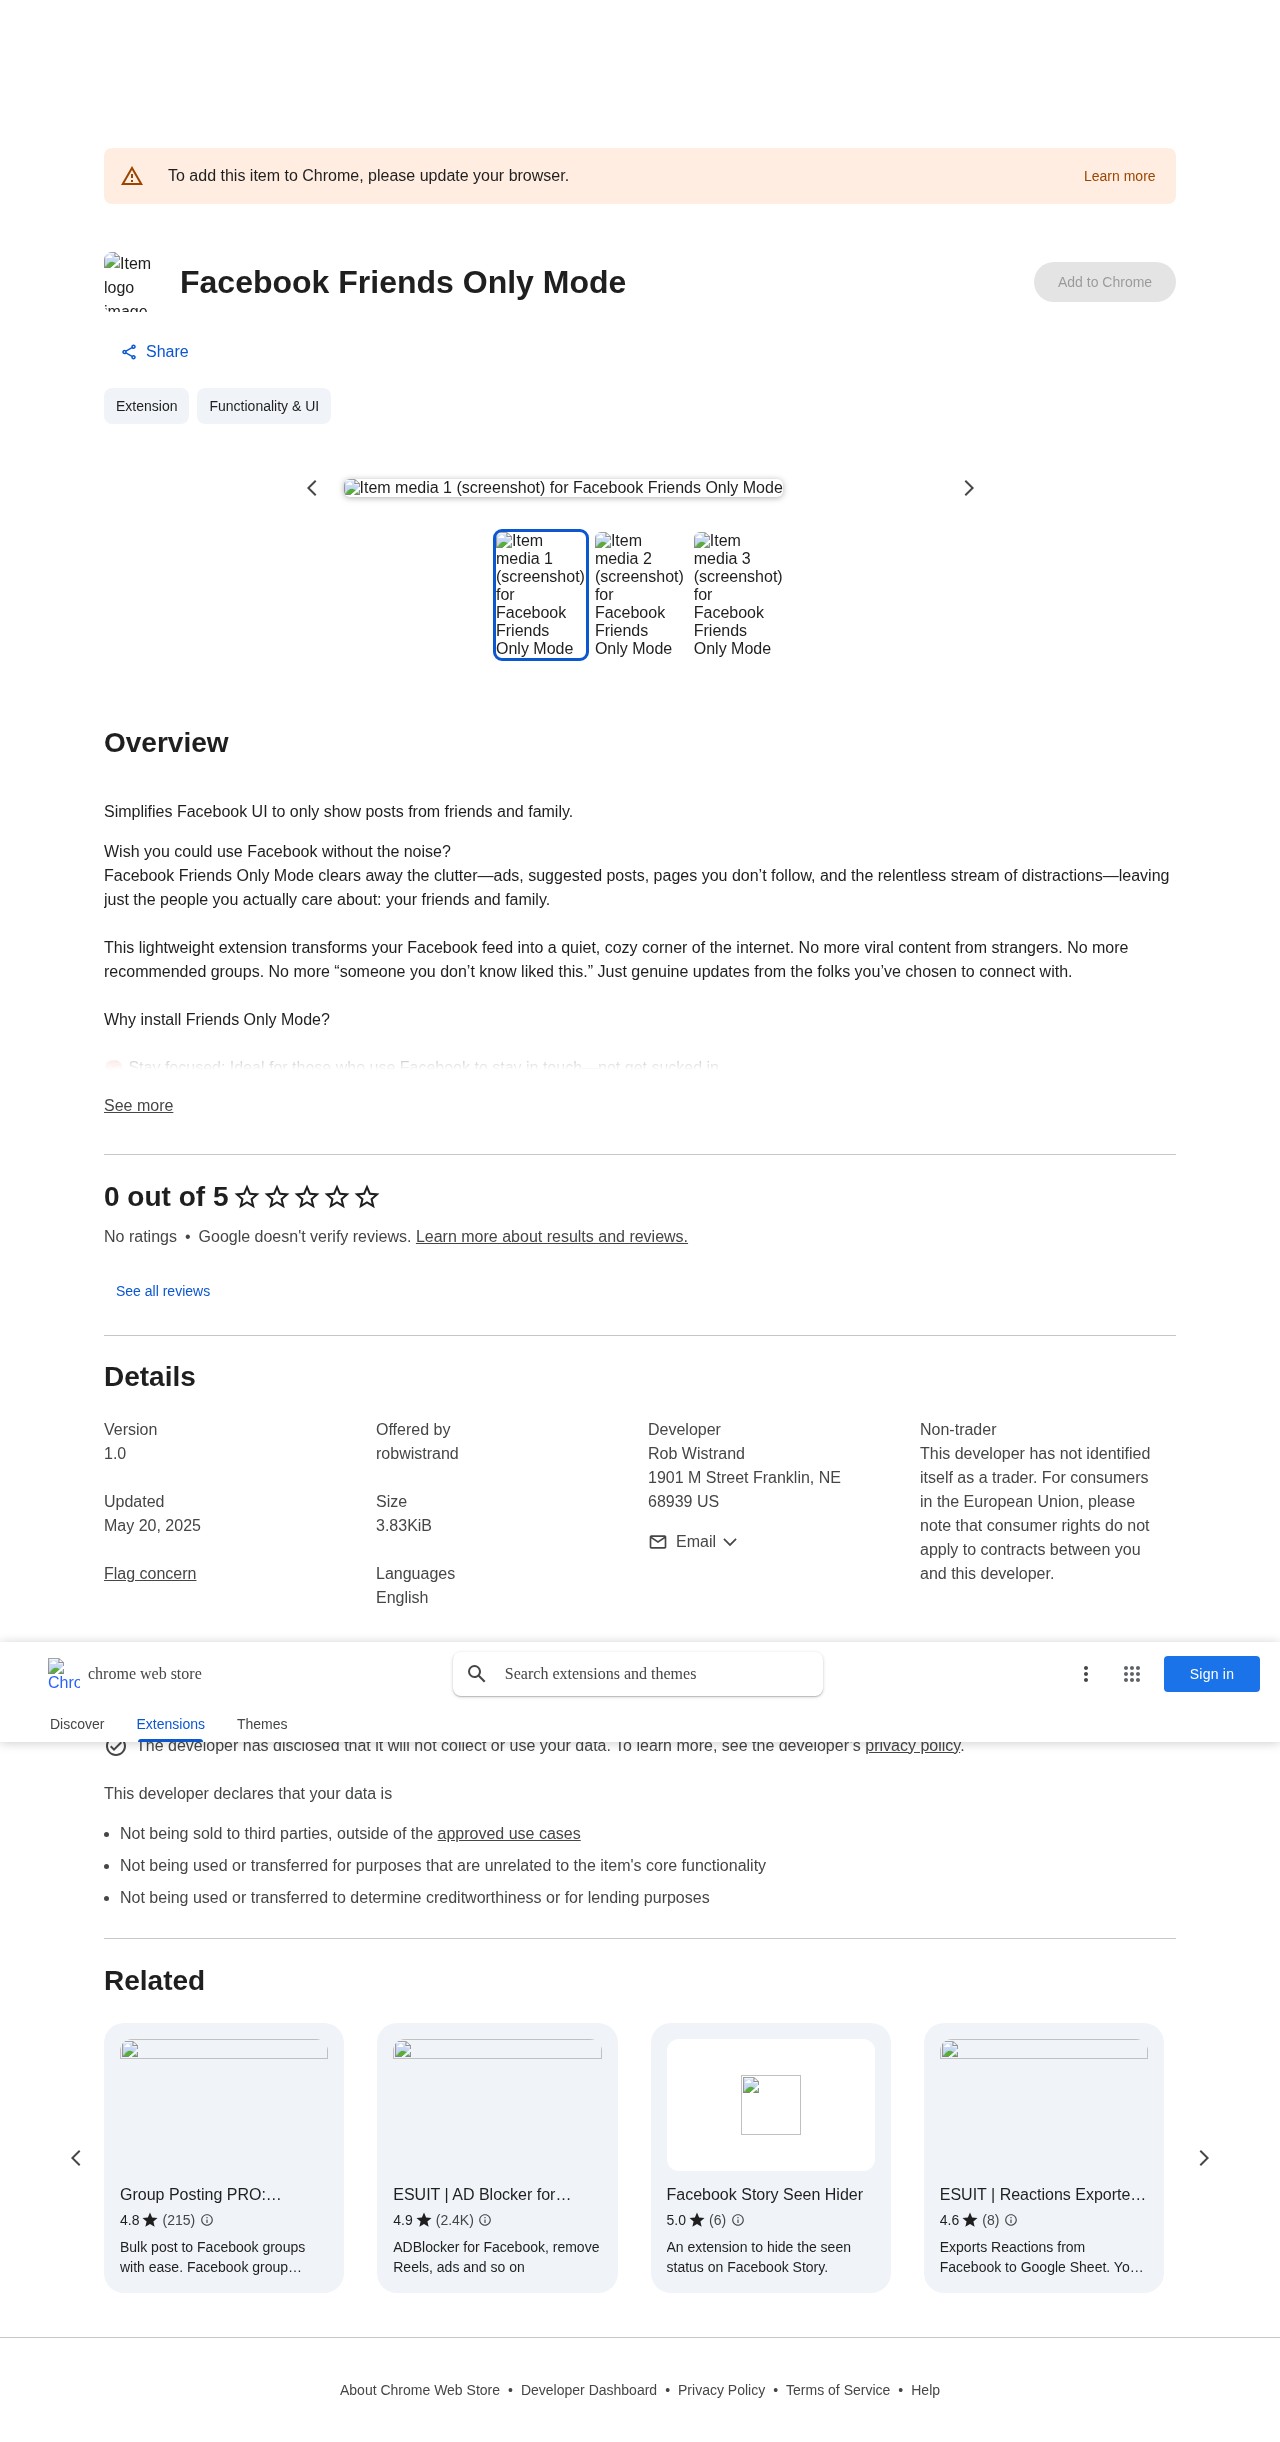 To add this item to Chrome, please update your browser.
Learn more
Item
logo
image
Facebook Friends Only Mode
Add to Chrome
Share
Extension
Functionality & UI
Item media 1 (screenshot) for Facebook Friends Only Mode
Item
media 1
(screenshot)
for
Facebook
Friends
Only Mode
Item
media 2
(screenshot)
for
Facebook
Friends
Only Mode
Item
media 3
(screenshot)
for
Facebook
Friends
Only Mode
Overview
Simplifies Facebook UI to only show posts from friends and family.
Wish you could use Facebook without the noise?
Facebook Friends Only Mode clears away the clutter—ads, suggested posts, pages you don’t follow, and the relentless stream of distractions—leaving
just the people you actually care about: your friends and family.
This lightweight extension transforms your Facebook feed into a quiet, cozy corner of the internet. No more viral content from strangers. No more
recommended groups. No more “someone you don’t know liked this.” Just genuine updates from the folks you’ve chosen to connect with.
Why install Friends Only Mode?
Stay focused: Ideal for those who use Facebook to stay in touch—not get sucked in.
See more
0 out of 5
No ratings • Google doesn't verify reviews. Learn more about results and reviews.
See all reviews
Details
Version
1.0
Updated
May 20, 2025
Flag concern
Offered by
robwistrand
Size
3.83KiB
Languages
English
Developer
Rob Wistrand
1901 M Street Franklin, NE
68939 US
Email
Non-trader
This developer has not identified
itself as a trader. For consumers
in the European Union, please
note that consumer rights do not
apply to contracts between you
and this developer.
Chro
chrome web store
Search extensions and themes
Sign in
Discover
Extensions
Themes
The developer has disclosed that it will not collect or use your data. To learn more, see the developer’s privacy policy.
This developer declares that your data is
Not being sold to third parties, outside of the approved use cases
Not being used or transferred for purposes that are unrelated to the item's core functionality
Not being used or transferred to determine creditworthiness or for lending purposes
Related
Group Posting PRO:…
4.8 (215)
Bulk post to Facebook groups
with ease. Facebook group…
ESUIT | AD Blocker for…
4.9 (2.4K)
ADBlocker for Facebook, remove
Reels, ads and so on
Facebook Story Seen Hider
5.0 (6)
An extension to hide the seen
status on Facebook Story.
ESUIT | Reactions Exporte…
4.6 (8)
Exports Reactions from
Facebook to Google Sheet. Yo…
About Chrome Web Store • Developer Dashboard • Privacy Policy • Terms of Service • Help